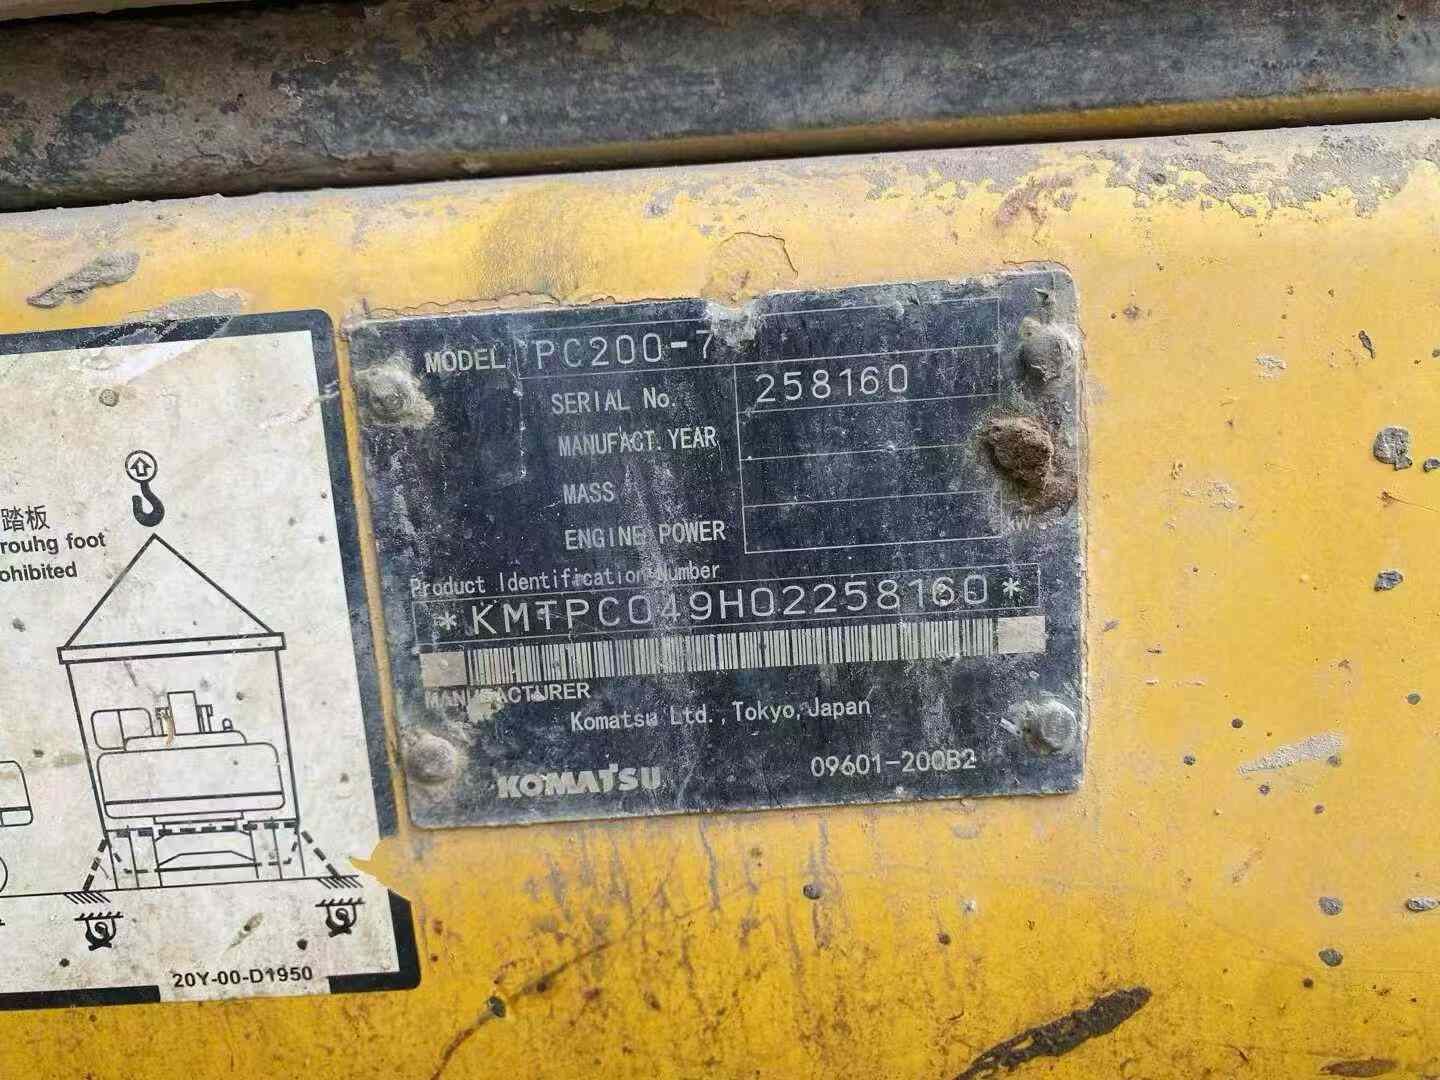 MODEL PC200-7
SERIAL No. 258160
MANUFACT. YEAR
MASS
ENGINE POWER
kW
Product Identification Number
*KMTPC049H02258160*
MANUFACTURER
Komatsu Ltd., Tokyo, Japan
KOMATSU 09601-200B2
踏板
rouhg foot
ohibited
20Y-00-D1950